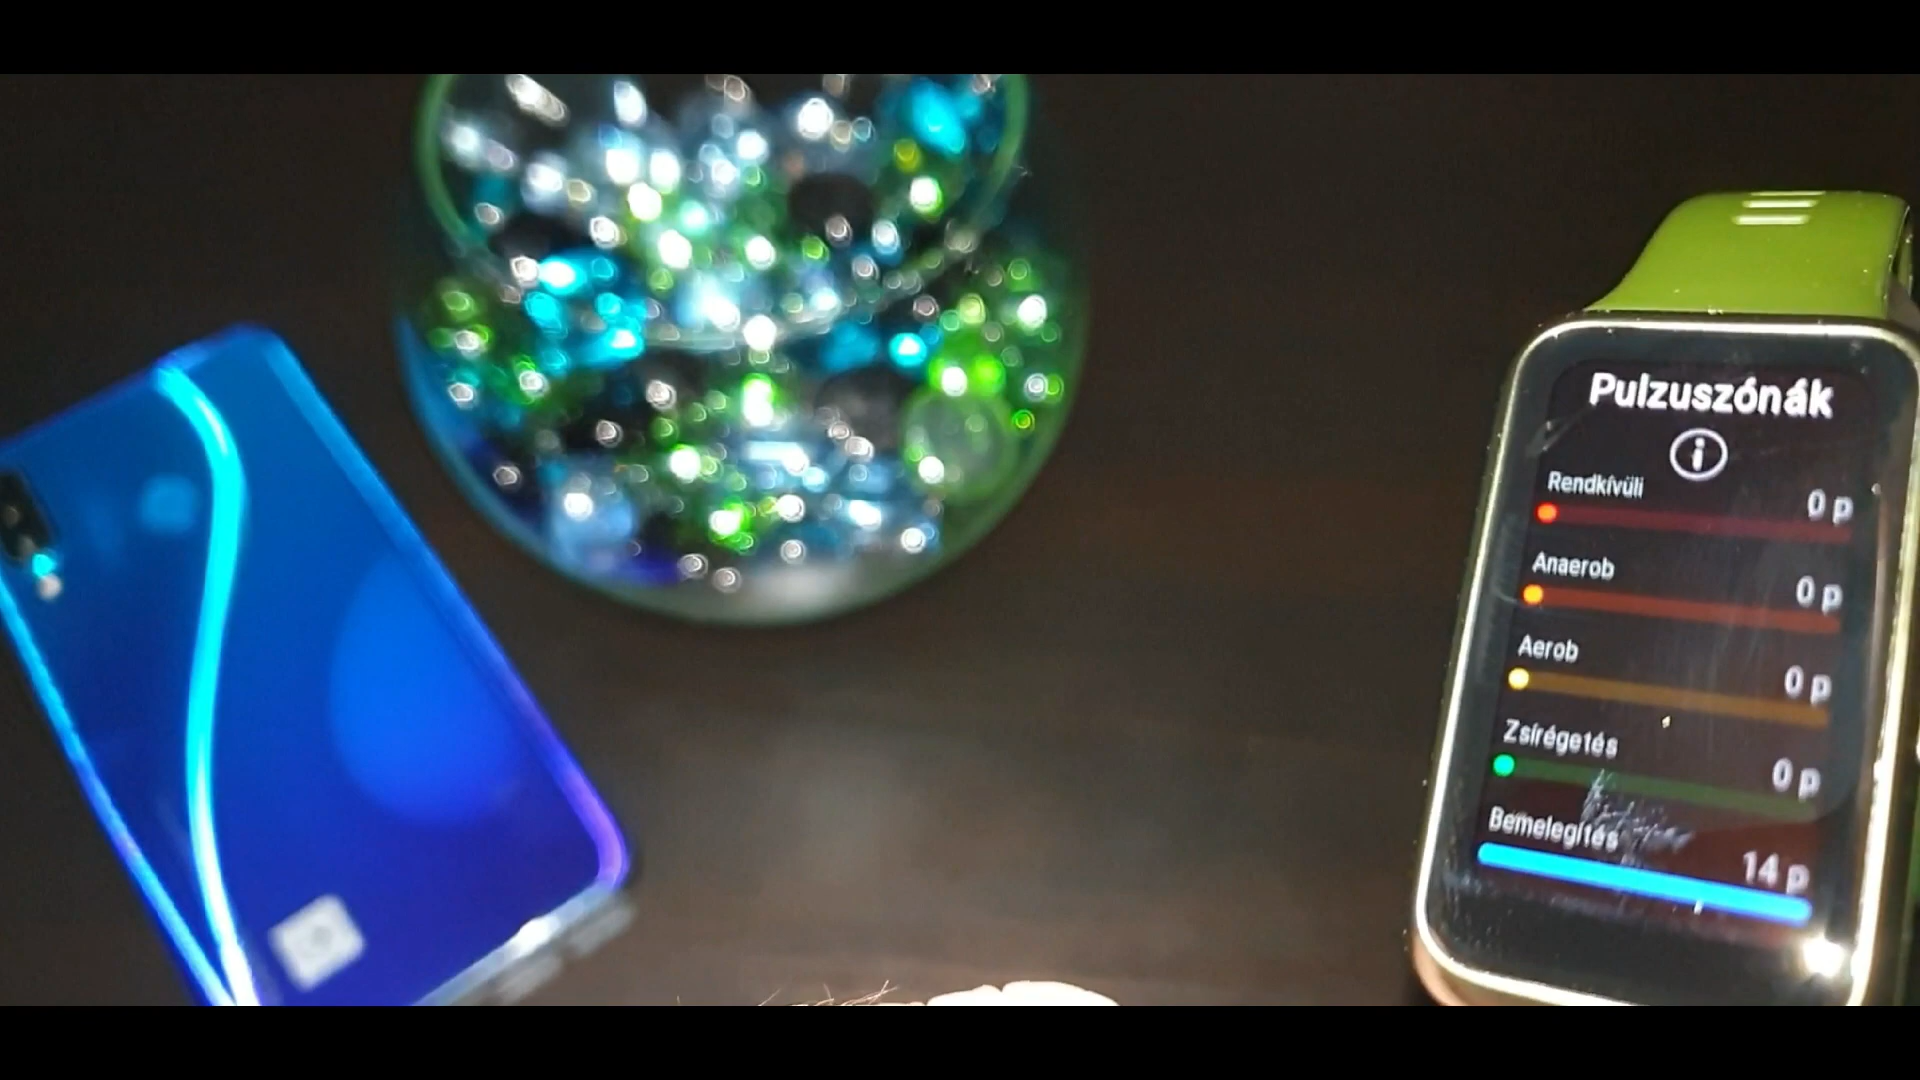 Pulzuszónák
Rendkívüli
0 p
Anaerob
0 p
Aerob
0 p
Zsírégetés
0 p
Bemelegítés
14 p